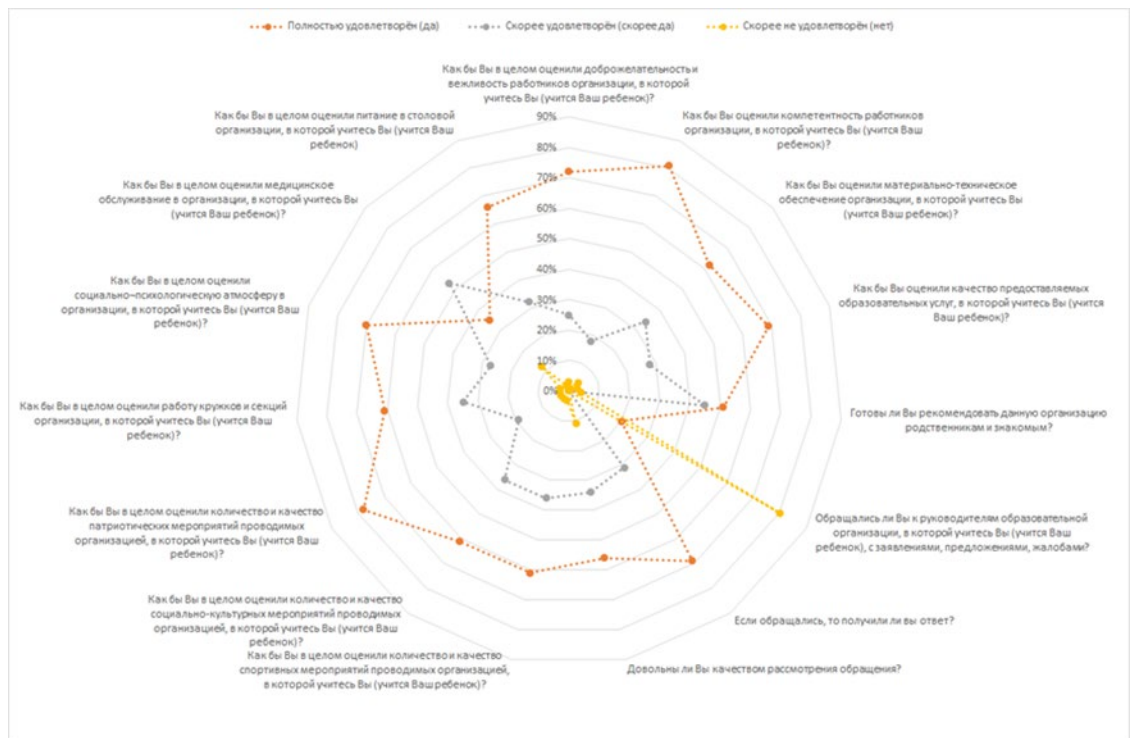 Полностью удовлетворён (да)
Скорее удовлетворён (скорее да)
Скорее не удовлетворён (нет)
Как бы Вы в целом оценили доброжелательность и
вежливость работников организации, в которой
учитесь Вы (учится Ваш ребенок)?
Как бы Вы оценили компетентность работников
организации, в которой учитесь Вы (учится Ваш
ребенок)?
Как бы Вы оценили материально-техническое
обеспечение организации, в которой учитесь Вы
(учится Ваш ребенок)?
Как бы Вы оценили качество предоставляемых
образовательных услуг, в которой учитесь Вы (учится
Ваш ребенок)?
Готовы ли Вы рекомендовать данную организацию
родственникам и знакомым?
Обращались ли Вы к руководителям образовательной
организации, в которой учитесь Вы (учится Ваш
ребенок), с заявлениями, предложениями, жалобами?
Если обращались, то получили ли вы ответ?
Довольны ли Вы качеством рассмотрения обращения?
Как бы Вы в целом оценили количество и качество
спортивных мероприятий проводимых организацией,
в которой учитесь Вы (учится Ваш ребенок)?
Как бы Вы в целом оценили количество и качество
социально-культурных мероприятий проводимых
организацией, в которой учитесь Вы (учится Ваш
ребенок)?
Как бы Вы в целом оценили количество и качество
патриотических мероприятий проводимых
организацией, в которой учитесь Вы (учится Ваш
ребенок)?
Как бы Вы в целом оценили работу кружков и секций
организации, в которой учитесь Вы (учится Ваш
ребенок)?
Как бы Вы в целом оценили
социально–психологическую атмосферу в
организации, в которой учитесь Вы (учится Ваш
ребенок)?
Как бы Вы в целом оценили медицинское
обслуживание в организации, в которой учитесь Вы
(учится Ваш ребенок)?
Как бы Вы в целом оценили питание в столовой
организации, в которой учитесь Вы (учится Ваш
ребенок)
90%
80%
70%
60%
50%
40%
30%
20%
10%
0%